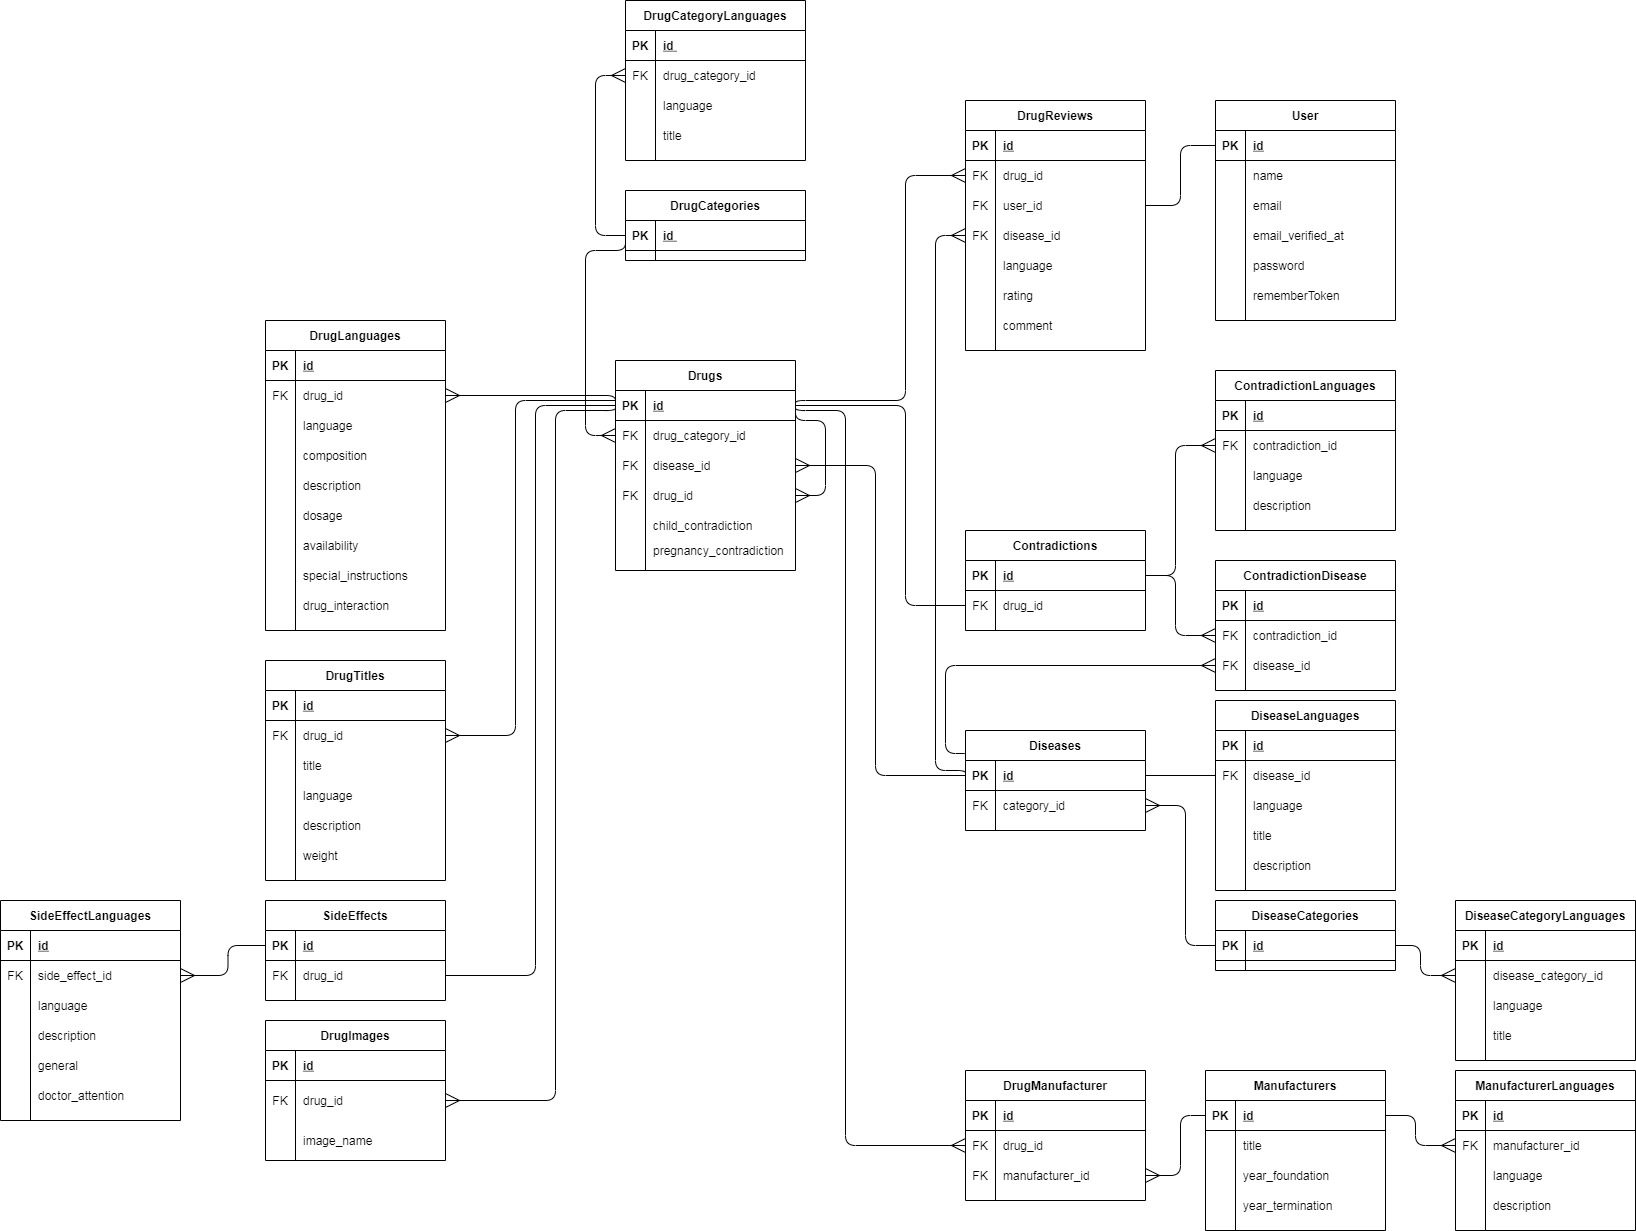 DrugCategoryLanguages
PK id
FK drug_category_id
language
title
DrugCategories
PK id
DrugReviews
PK id
FK drug_id
FK user_id
FK disease_id
language
rating
comment
User
PK id
name
email
email_verified_at
password
rememberToken
DrugLanguages
PK id
FK drug_id
language
composition
description
dosage
availability
special_instructions
drug_interaction
Drugs
PK id
FK drug_category_id
FK disease_id
FK drug_id
child_contradiction
pregnancy_contradiction
ContradictionLanguages
PK id
FK contradiction_id
language
description
Contradictions
PK id
FK drug_id
ContradictionDisease
PK id
FK contradiction_id
FK disease_id
DrugTitles
PK id
FK drug_id
title
language
description
weight
Diseases
PK id
FK category_id
DiseaseLanguages
PK id
FK disease_id
language
title
description
SideEffectLanguages
PK id
FK side_effect_id
language
description
general
doctor_attention
SideEffects
PK id
FK drug_id
DiseaseCategories
PK id
DiseaseCategoryLanguages
PK id
disease_category_id
language
title
DrugImages
PK id
FK drug_id
image_name
DrugManufacturer
PK id
FK drug_id
FK manufacturer_id
Manufacturers
PK id
title
year_foundation
year_termination
ManufacturerLanguages
PK id
FK manufacturer_id
language
description